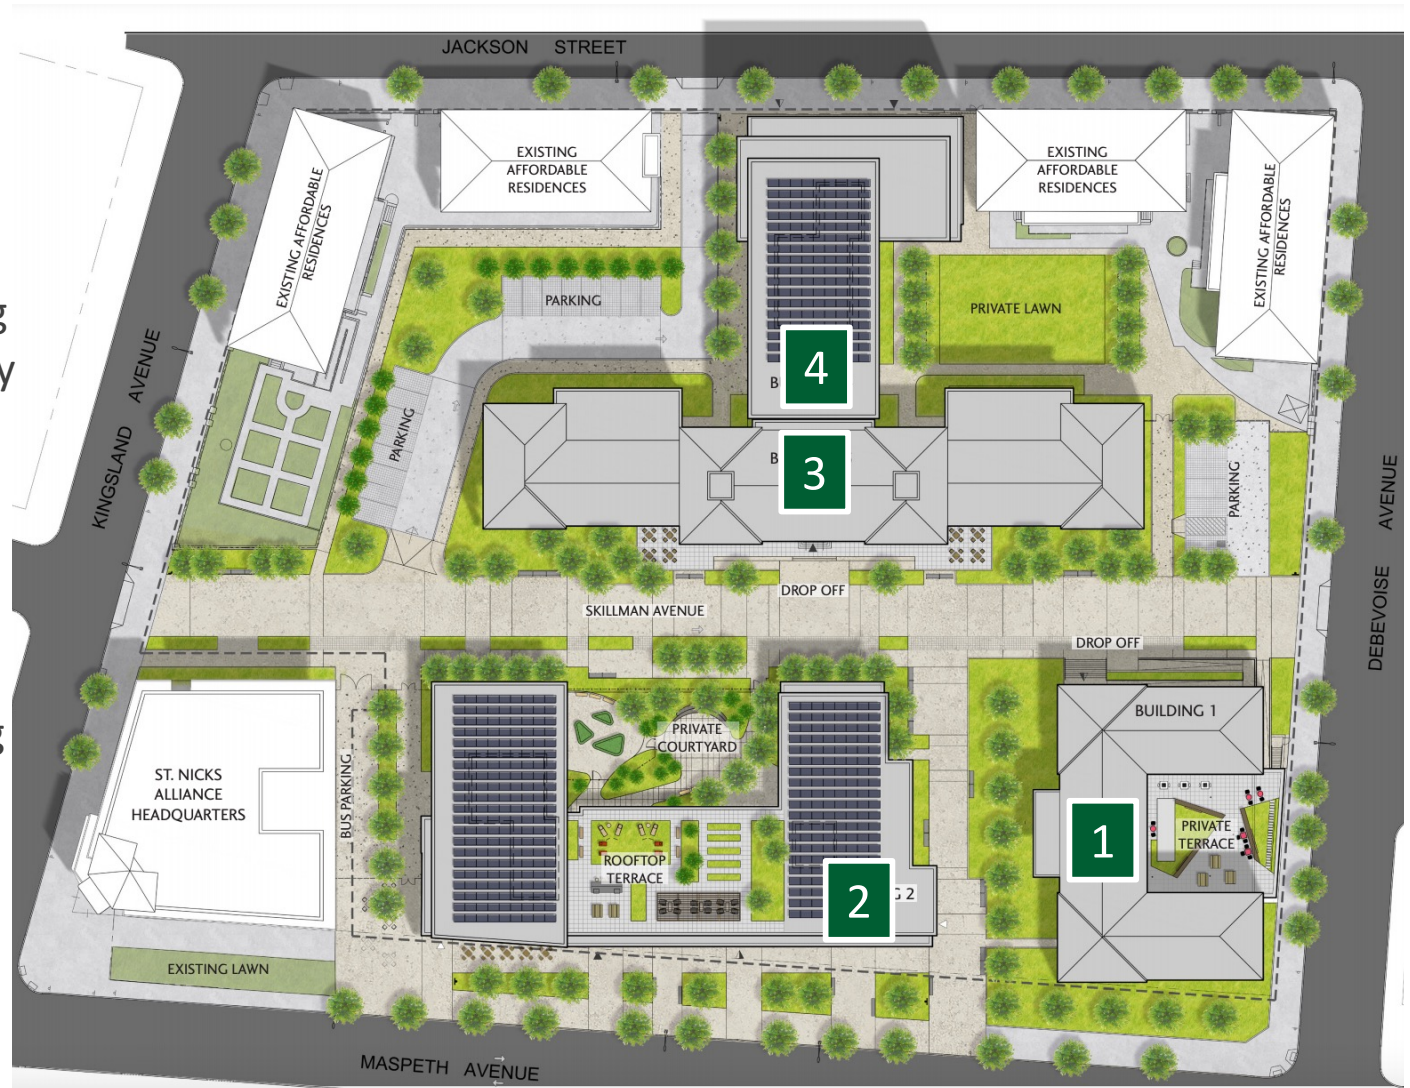 JACKSON STREET
EXISTING
AFFORDABLE
RESIDENCES
EXISTING
AFFORDABLE
RESIDENCES
EXISTING AFFORDABLE
RESIDENCES
EXISTING AFFORDABLE
RESIDENCES
PARKING
PRIVATE LAWN
g
y
KINGSLAND AVENUE
B
4
PARKING
B
3
PARKING
DEBEVOISE AVENUE
DROP OFF
SKILLMAN AVENUE
DROP OFF
BUILDING 1
PRIVATE
COURTYARD
g
ST. NICKS
ALLIANCE
HEADQUARTERS
BUS PARKING
1
PRIVATE
TERRACE
ROOFTOP
TERRACE
2
G 2
EXISTING LAWN
MASPETH AVENUE